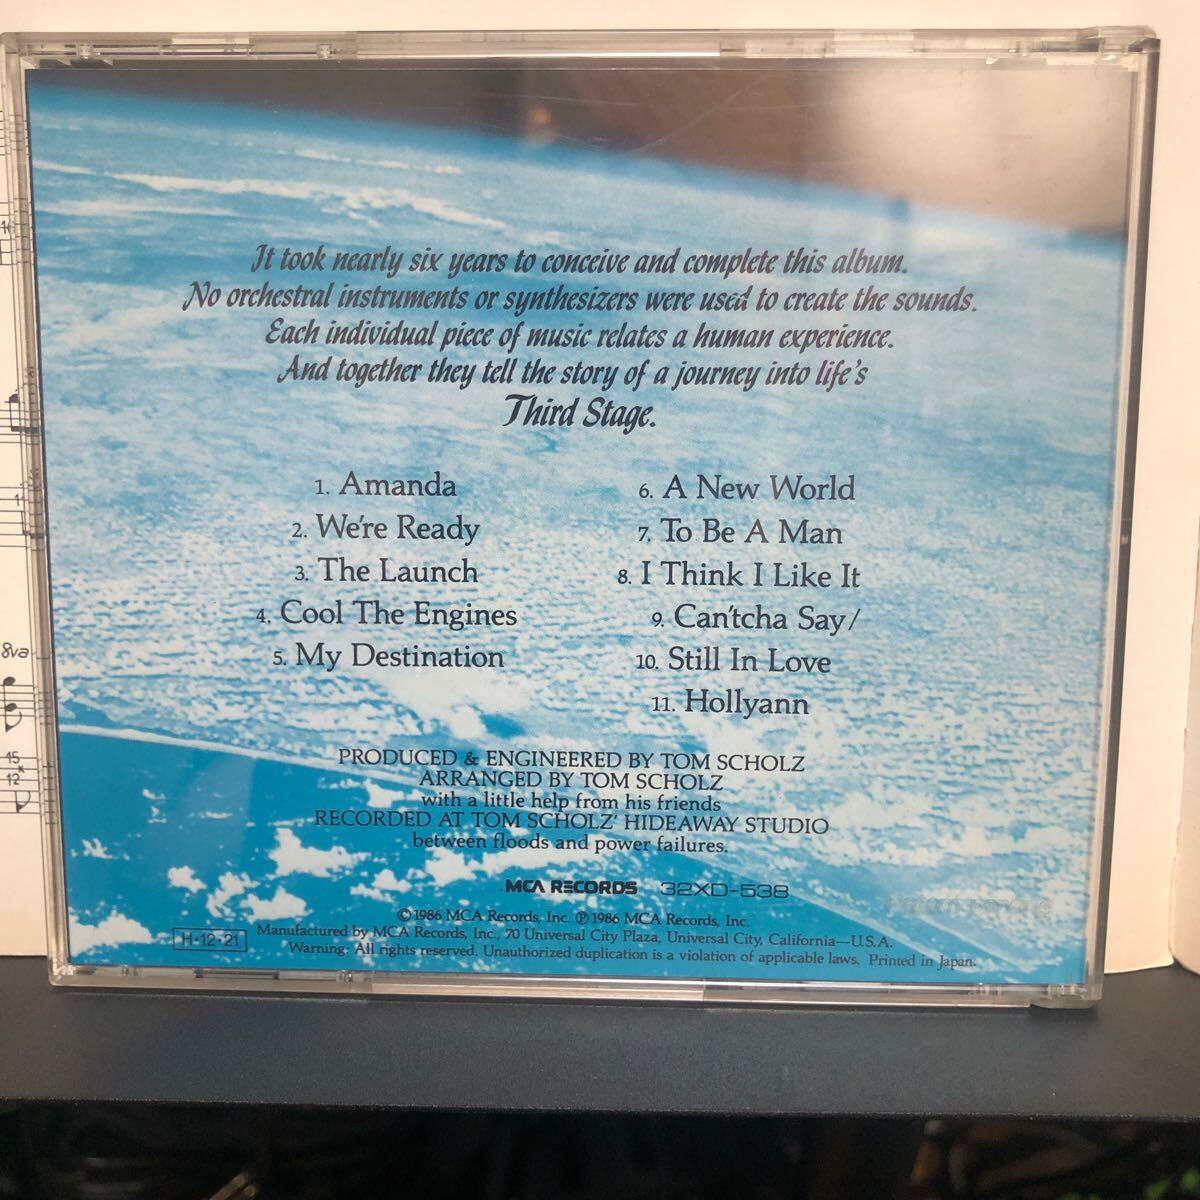 It took nearly six years to conceive and complete this album.
No orchestral instruments or synthesizers were used to create the sounds.
Each individual piece of music relates a human experience.
And together they tell the story of a journey into life's
Third Stage.
1. Amanda
2. We're Ready
3. The Launch
4. Cool The Engines
5. My Destination
6. A New World
7. To Be A Man
8. I Think I Like It
9. Can'tcha Say/
10. Still In Love
11. Hollyann
PRODUCED & ENGINEERED BY TOM SCHOLZ
ARRANGED BY TOM SCHOLZ
with a little help from his friends
RECORDED AT TOM SCHOLZ' HIDEAWAY STUDIO
between floods and power failures.
MCA RECORDS 32XD-538
©1986 MCA Records, Inc. ℗1986 MCA Records, Inc.
H·12·21
Manufactured by MCA Records, Inc., 70 Universal City Plaza, Universal City, California—U.S.A.
Warning: All rights reserved. Unauthorized duplication is a violation of applicable laws. Printed in Japan.
8va
15
12